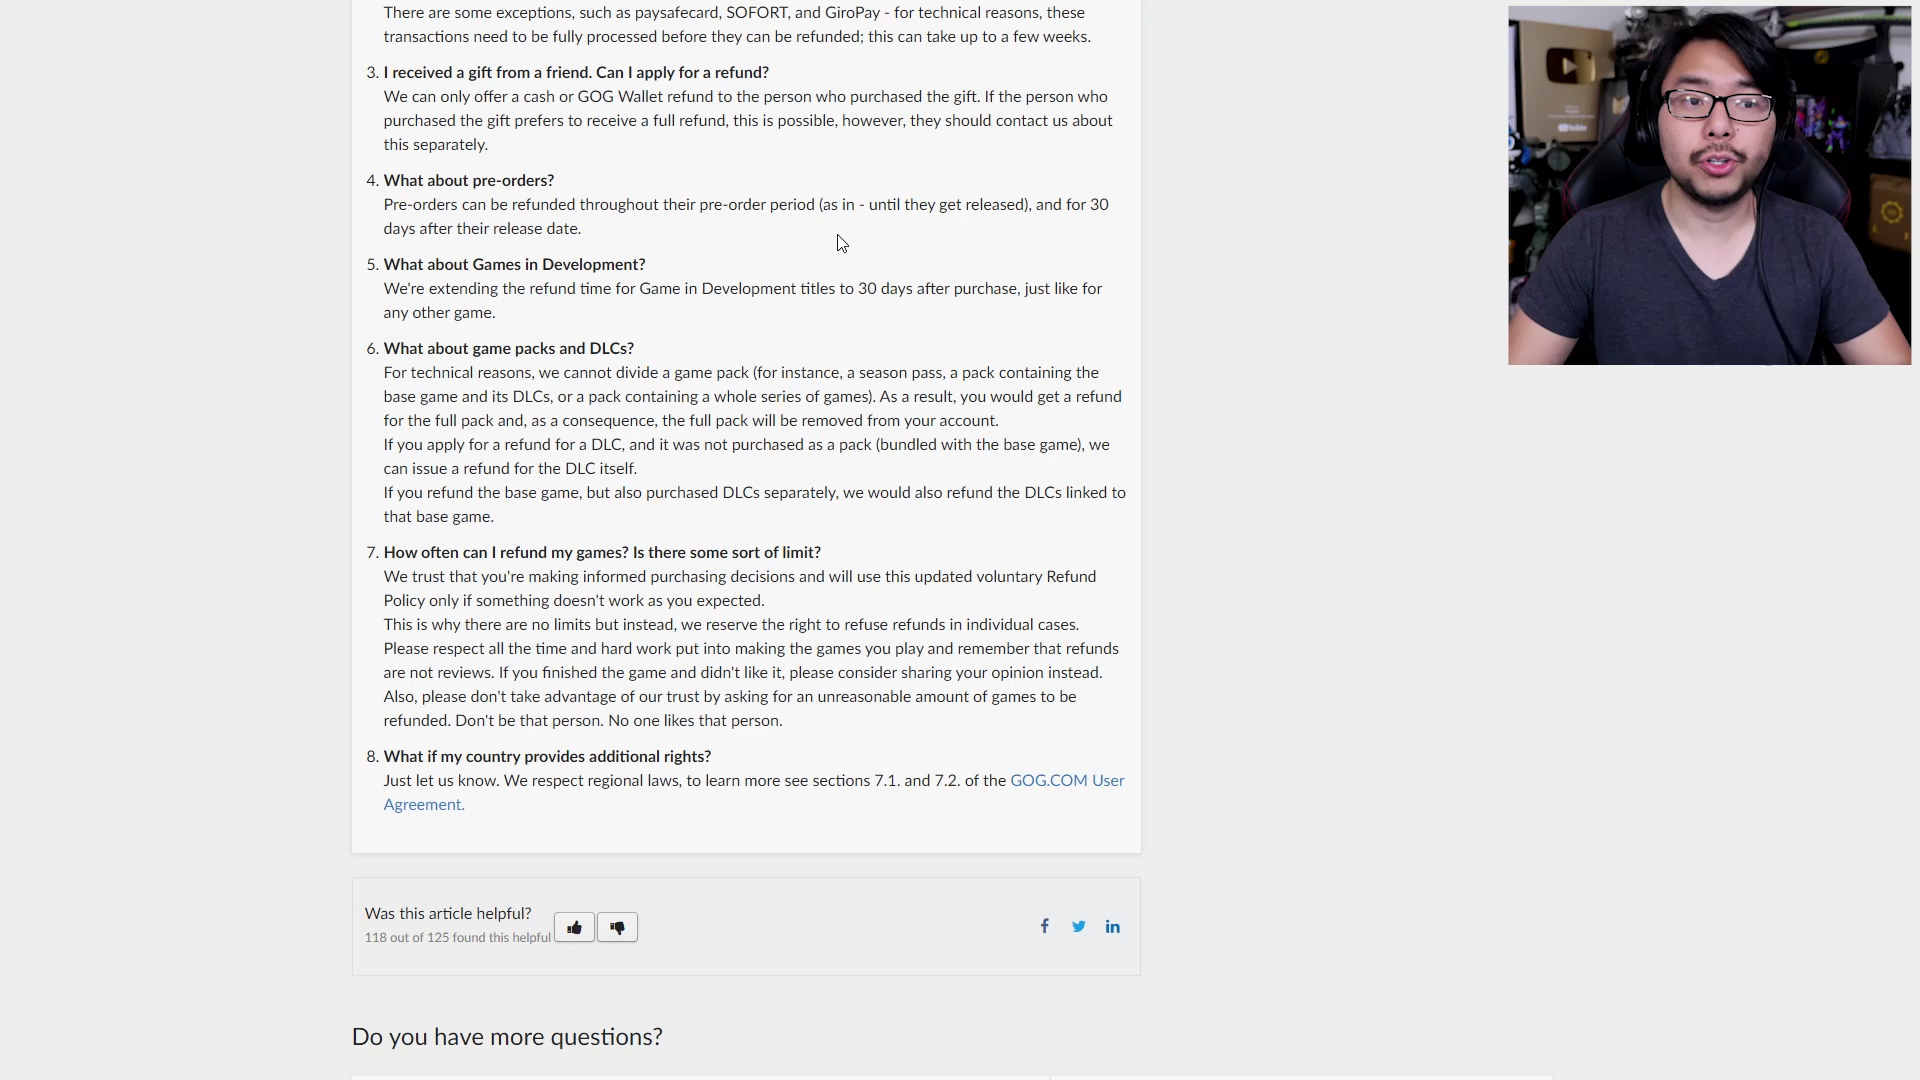 There are some exceptions, such as paysafecard, SOFORT, and GiroPay - for technical reasons, these
transactions need to be fully processed before they can be refunded; this can take up to a few weeks.
3. I received a gift from a friend. Can I apply for a refund?
We can only offer a cash or GOG Wallet refund to the person who purchased the gift. If the person who
purchased the gift prefers to receive a full refund, this is possible, however, they should contact us about
this separately.
4. What about pre-orders?
Pre-orders can be refunded throughout their pre-order period (as in - until they get released), and for 30
days after their release date.
5. What about Games in Development?
We're extending the refund time for Game in Development titles to 30 days after purchase, just like for
any other game.
6. What about game packs and DLCs?
For technical reasons, we cannot divide a game pack (for instance, a season pass, a pack containing the
base game and its DLCs, or a pack containing a whole series of games). As a result, you would get a refund
for the full pack and, as a consequence, the full pack will be removed from your account.
If you apply for a refund for a DLC, and it was not purchased as a pack (bundled with the base game), we
can issue a refund for the DLC itself.
If you refund the base game, but also purchased DLCs separately, we would also refund the DLCs linked to
that base game.
7. How often can I refund my games? Is there some sort of limit?
We trust that you're making informed purchasing decisions and will use this updated voluntary Refund
Policy only if something doesn't work as you expected.
This is why there are no limits but instead, we reserve the right to refuse refunds in individual cases.
Please respect all the time and hard work put into making the games you play and remember that refunds
are not reviews. If you finished the game and didn't like it, please consider sharing your opinion instead.
Also, please don't take advantage of our trust by asking for an unreasonable amount of games to be
refunded. Don't be that person. No one likes that person.
8. What if my country provides additional rights?
Just let us know. We respect regional laws, to learn more see sections 7.1. and 7.2. of the GOG.COM User
Agreement.
Was this article helpful?
118 out of 125 found this helpful
Do you have more questions?